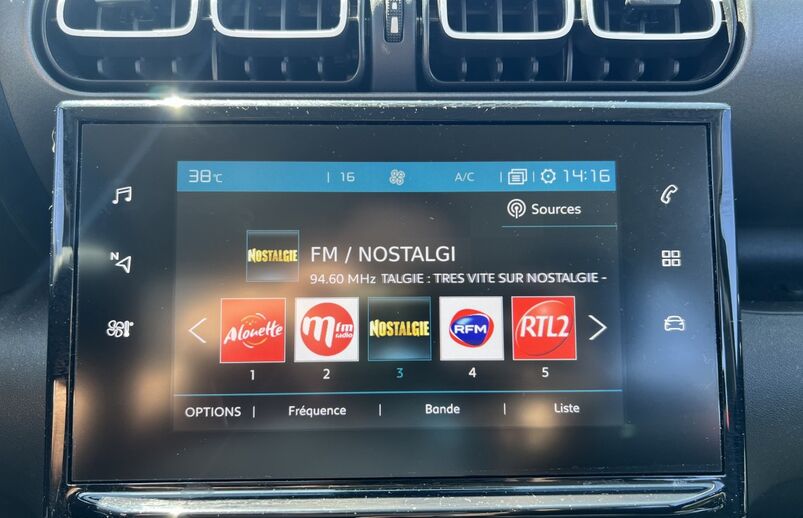 38°C | 16 A/C | | 14:16
Sources
NOSTALGIE
FM / NOSTALGI
94.60 MHz TALGIE : TRES VITE SUR NOSTALGIE -
N
Alouette
m fm radio
NOSTALGIE
RFM
RTL2
1 2 3 4 5
OPTIONS | Fréquence | Bande | Liste